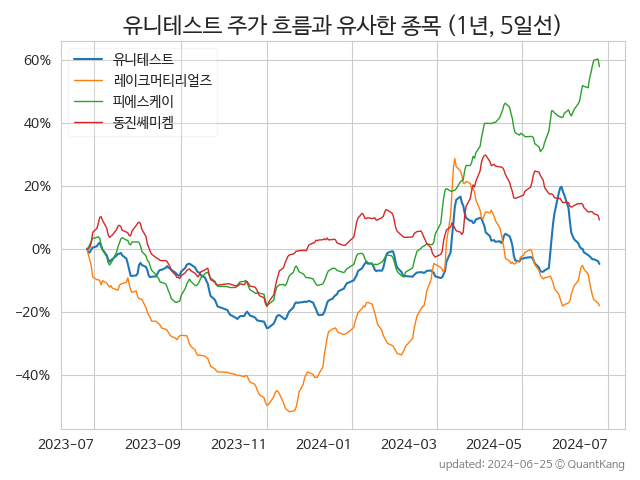 유니테스트 주가 흐름과 유사한 종목 (1년, 5일선)
유니테스트
레이크머티리얼즈
피에스케이
동진쎄미켐
60%
40%
20%
0%
−20%
−40%
2023-07 2023-09 2023-11 2024-01 2024-03 2024-05 2024-07
updated: 2024-06-25 © QuantKang